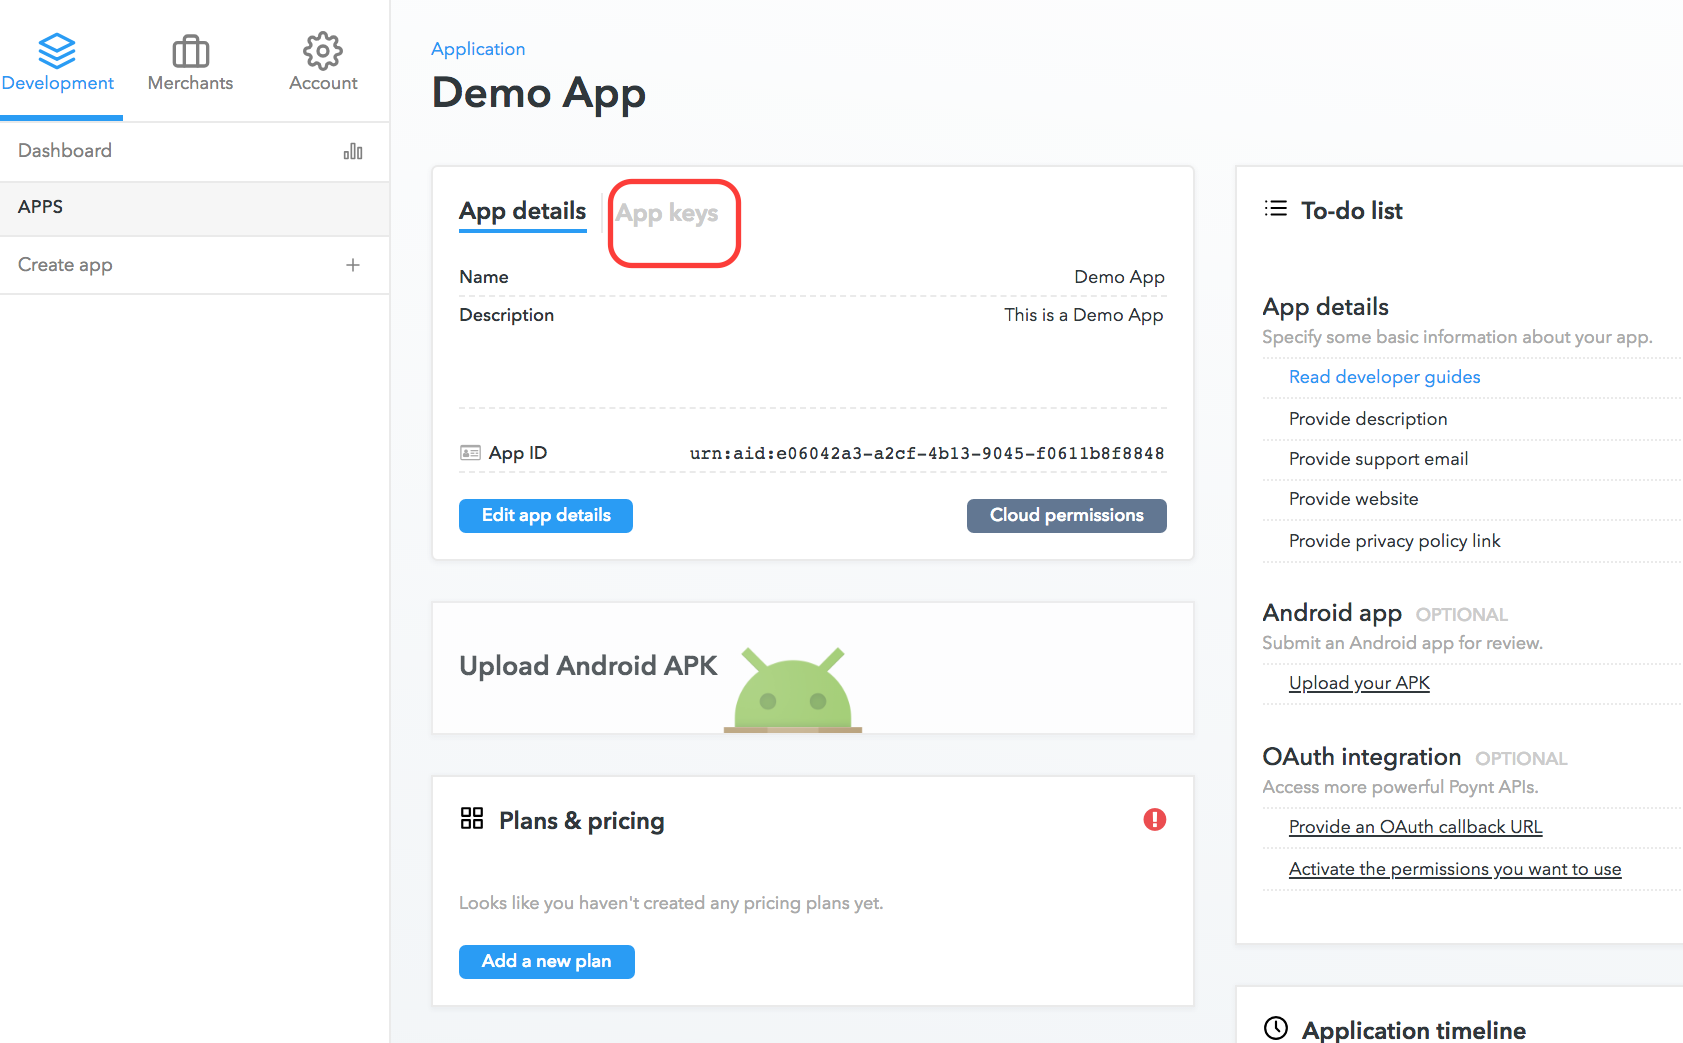 Development
Merchants
Account
Dashboard
APPS
Create app
Application
Demo App
App details
App keys
Name
Demo App
Description
This is a Demo App
App ID
urn:aid:e06042a3-a2cf-4b13-9045-f0611b8f8848
Edit app details
Cloud permissions
Upload Android APK
Plans & pricing
Looks like you haven't created any pricing plans yet.
Add a new plan
To-do list
App details
Specify some basic information about your app.
Read developer guides
Provide description
Provide support email
Provide website
Provide privacy policy link
Android app OPTIONAL
Submit an Android app for review.
Upload your APK
OAuth integration OPTIONAL
Access more powerful Poynt APIs.
Provide an OAuth callback URL
Activate the permissions you want to use
Application timeline